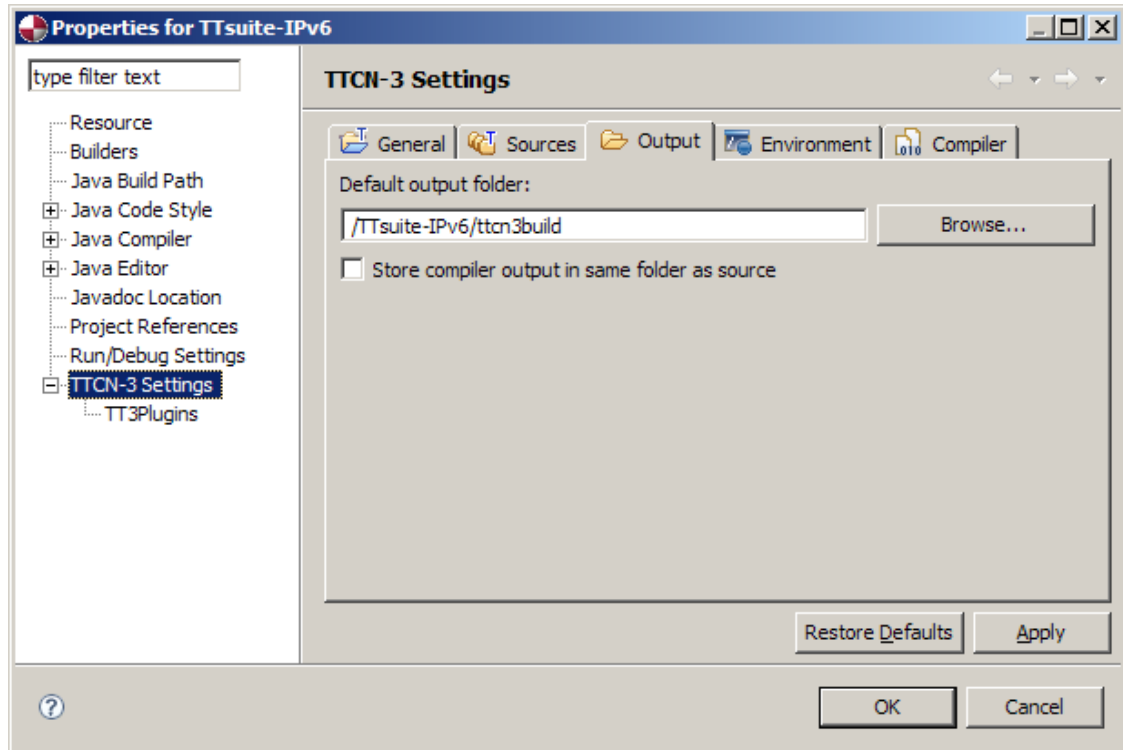 Properties for TTsuite-IPv6
type filter text
Resource
Builders
Java Build Path
Java Code Style
Java Compiler
Java Editor
Javadoc Location
Project References
Run/Debug Settings
TTCN-3 Settings
TT3Plugins
TTCN-3 Settings
General Sources Output Environment Compiler
Default output folder:
/TTsuite-IPv6/ttcn3build Browse...
Store compiler output in same folder as source
Restore Defaults Apply
? OK Cancel